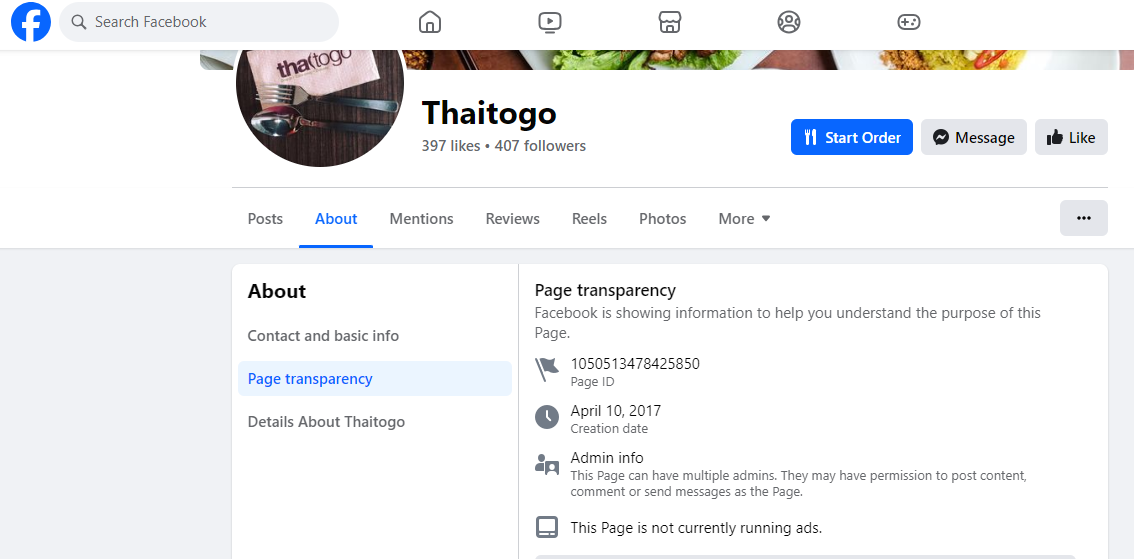 Search Facebook
thai togo
Thaitogo
397 likes • 407 followers
Start Order
Message
Like
Posts
About
Mentions
Reviews
Reels
Photos
More
About
Contact and basic info
Page transparency
Details About Thaitogo
Page transparency
Facebook is showing information to help you understand the purpose of this
Page.
1050513478425850
Page ID
April 10, 2017
Creation date
Admin info
This Page can have multiple admins. They may have permission to post content,
comment or send messages as the Page.
This Page is not currently running ads.